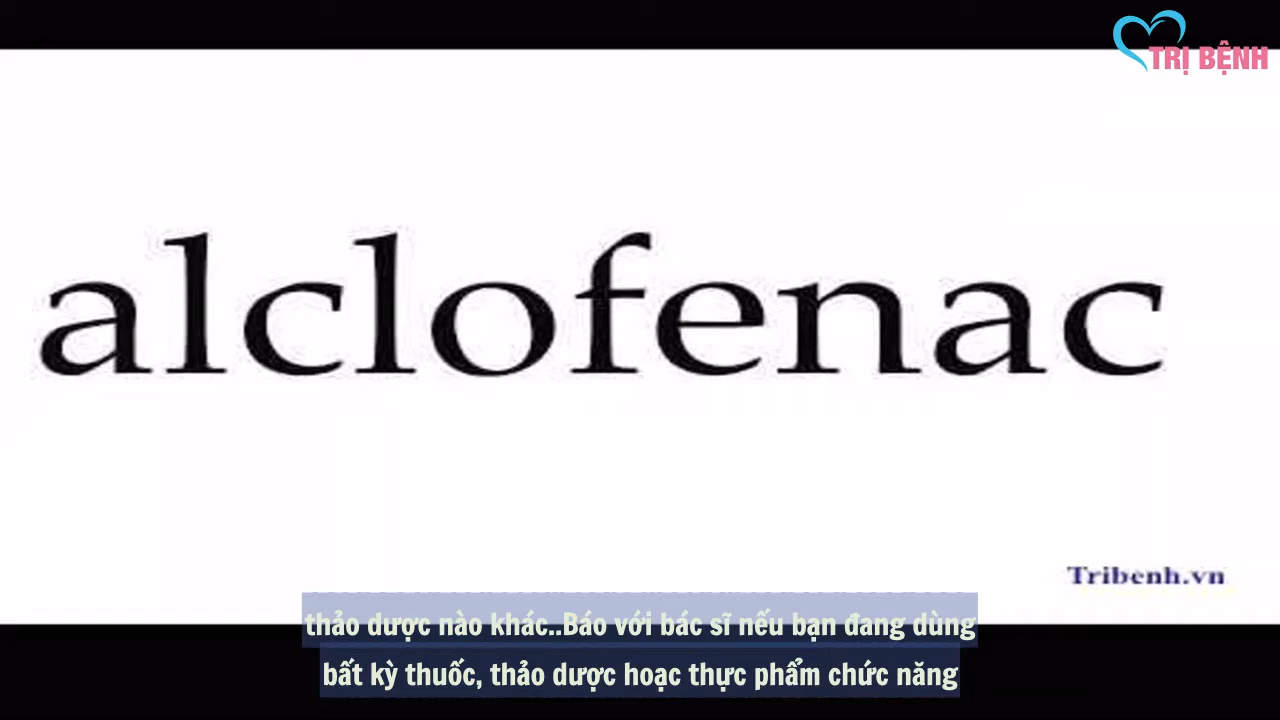 TRỊ BỆNH
alclofenac
Tribenh.vn
thảo dược nào khác..Báo với bác sĩ nếu bạn đang dùng
bất kỳ thuốc, thảo dược hoạc thực phẩm chức năng